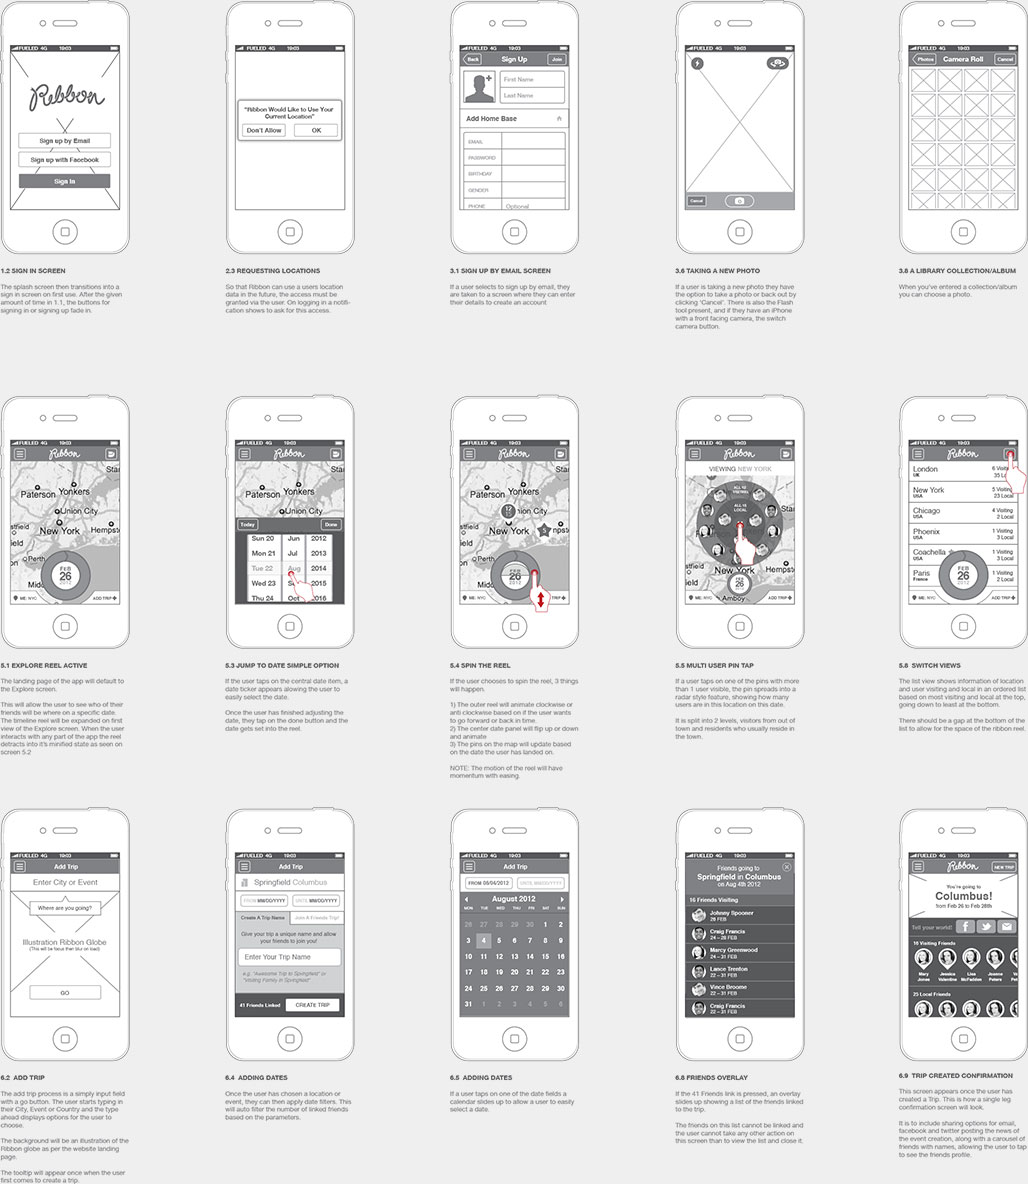 FUELED 4G 19:03
Ribbon
Sign up by Email
Sign up with Facebook
Sign In
1.2 SIGN IN SCREEN
The splash screen then transitions into a
sign in screen on first use. After the given
amount of time in 1.1, the buttons for
signing in or signing up fade in.
FUELED 4G 19:03
"Ribbon Would Like to Use Your
Current Location"
Don't Allow
OK
2.3 REQUESTING LOCATIONS
So that Ribbon can use a users location
data in the future, the access must be
granted via the user. On logging in a notifi-
cation shows to ask for this access.
FUELED 4G 19:03
Back
Sign Up
Join
First Name
Last Name
Add Home Base
EMAIL
PASSWORD
BIRTHDAY
GENDER
PHONE Optional
3.1 SIGN UP BY EMAIL SCREEN
If a user selects to sign up by email, they
are taken to a screen where they can enter
their details to create an account
FUELED 4G 19:03
Cancel
3.6 TAKING A NEW PHOTO
If a user is taking a new photo they have
the option to take a photo or back out by
clicking 'Cancel'. There is also the Flash
tool present, and if they have an iPhone
with a front facing camera, the switch
camera button.
FUELED 4G 19:03
Photos
Camera Roll
Cancel
3.8 A LIBRARY COLLECTION/ALBUM
When you've entered a collection/album
you can choose a photo.
FUELED 4G 19:03
Ribbon
Star
Paterson Yonkers
Union City
New York
Hempst
Perth
FEB
26
2012
ME: NYC
ADD TRIP
5.1 EXPLORE REEL ACTIVE
The landing page of the app will default to
the Explore screen.
This will allow the user to see who of their
friends will be where on a specific date.
The timeline reel will be expanded on first
view of the Explore screen. When the user
interacts with any part of the app the reel
detracts into it's minified state as seen on
screen 5.2
FUELED 4G 19:03
Ribbon
Star
Paterson Yonkers
Union City
Today
Done
Sun 20 Jun 2012
Mon 21 Jul 2013
Tue 22 Aug 2014
Wed 23 Se 2015
Thu 24 Oct 2016
5.3 JUMP TO DATE SIMPLE OPTION
If the user taps on the central date item, a
date ticker appears alowing the user to
easily select the date.
Once the user has finished adjusting the
date, they tap on the done button and the
date gets set into the reel.
FUELED 4G 19:03
Ribbon
Star
Paterson Yonkers
12
Union City
New York
5
Hempst
Perth
26
2012
ME: NYC
5.4 SPIN THE REEL
If the user chooses to spin the reel, 3 things
will happen.
1) The outer reel will animate clockwise or
anti clockwise based on if the user wants
to go forward or back in time.
2) The center date panel will flip up or down
and animate
3) The pins on the map will update based
on the date the user has landed on.
NOTE: The motion of the reel will have
momentum with easing.
FUELED 4G 19:03
Ribbon
VIEWING NEW YORK
ALL 12
VISITING
ALL 15
LOCAL
New York
Hempst
FEB
26
2012
Amboy
ME: NYC
ADD TRIP
5.5 MULTI USER PIN TAP
If a user taps on one of the pins with more
than 1 user visible, the pin spreads into a
radar style feature, showing how many
users are in this location on this date.
It is split into 2 levels, visitors from out of
town and residents who usually reside in
the town.
FUELED 4G 19:03
Ribbon
London 6 Visiti
UK 35 Lo
New York 5 Visiting
USA 23 Local
Chicago 4 Visiting
USA 2 Local
Phoenix 1 Visiting
USA 3 Local
Coachella 1 Visiting
3 Local
Paris 1 Visiting
France 2 Local
FEB
26
2012
ME: NYC
ADD TRIP
5.8 SWITCH VIEWS
The list view shows information of location
and user visiting and local in an ordered list
based on most visiting and local at the top,
going down to least at the bottom.
There should be a gap at the bottom of the
list to allow for the space of the ribbon reel.
FUELED 4G 19:03
Add Trip
Enter City or Event
Where are you going?
Illustration Ribbon Globe
(This will be focus then blur on load)
GO
6.2 ADD TRIP
The add trip process is a simply input field
with a go button. The user starts typing in
their City, Event or Country and the type
ahead displays options for the user to
choose.
The background will be an illustration of the
Ribbon globe as per the website landing
page.
The tooltip will appear once when the user
first comes to create a trip.
FUELED 4G 19:03
Add Trip
Springfield Columbus
FROM MM/DD/YYYY
UNTIL MM/DD/YYYY
Create A Trip Name
Join A Friends Trip!
Give your trip a unique name and allow
your friends to join you!
Enter Your Trip Name
e.g. "Awesome Trip to Springfield" or
"Visiting Family in Springfield"
41 Friends Linked
CREATE TRIP
6.4 ADDING DATES
Once the user has chosen a location or
event, they can then apply date filters. This
will auto filter the number of linked friends
based on the parameters.
FUELED 4G 19:03
Add Trip
FROM 09/04/2013
UNTIL MM/DD/YYYY
August 2012
MON TUE WED THU FRI SAT SUN
26 27 28 29 30 1 2
3 4 5 6 7 8 9
10 11 12 13 14 15 16
17 18 19 20 21 22 23
24 25 26 27 28 29 30
31 1 2 3 4 5 6
6.5 ADDING DATES
If a user taps on one of the date fields a
calendar slides up to allow a user to easily
select a date.
FUELED 4G 19:03
Friends going to
Springfield in Columbus
on Aug 4th 2012
16 Friends Visiting
Johnny Spooner
28 FEB
Craig Francis
24 – 28 FEB
Marcy Greenwood
24 – 31 FEB
Lance Trenton
23 – 31 FEB
Vince Broome
22 – 31 FEB
Craig Francis
22 – 31 FEB
6.8 FRIENDS OVERLAY
If the 41 Friends link is pressed, an overlay
slides up showing a list of the friends linked
to the trip.
The friends on this list cannot be linked and
the user cannot take any other action on
this screen than to view the list and close it.
FUELED 4G 19:03
Ribbon
NEW TRIP
You're going to
Columbus!
from Feb 26 to Feb 28th
Tell your world!
16 Visiting Friends
Mary Jones
Jessica Valentine
Lisa McFadden
Joanna Peters
25 Local Friends
6.9 TRIP CREATED CONFIRMATION
This screen appears once the user has
created a Trip. This is how a single leg
confirmation screen will look.
It is to include sharing options for email,
facebook and twitter posting the news of
the event creation, along with a carousel of
friends with names, allowing the user to tap
to see the friends profile.